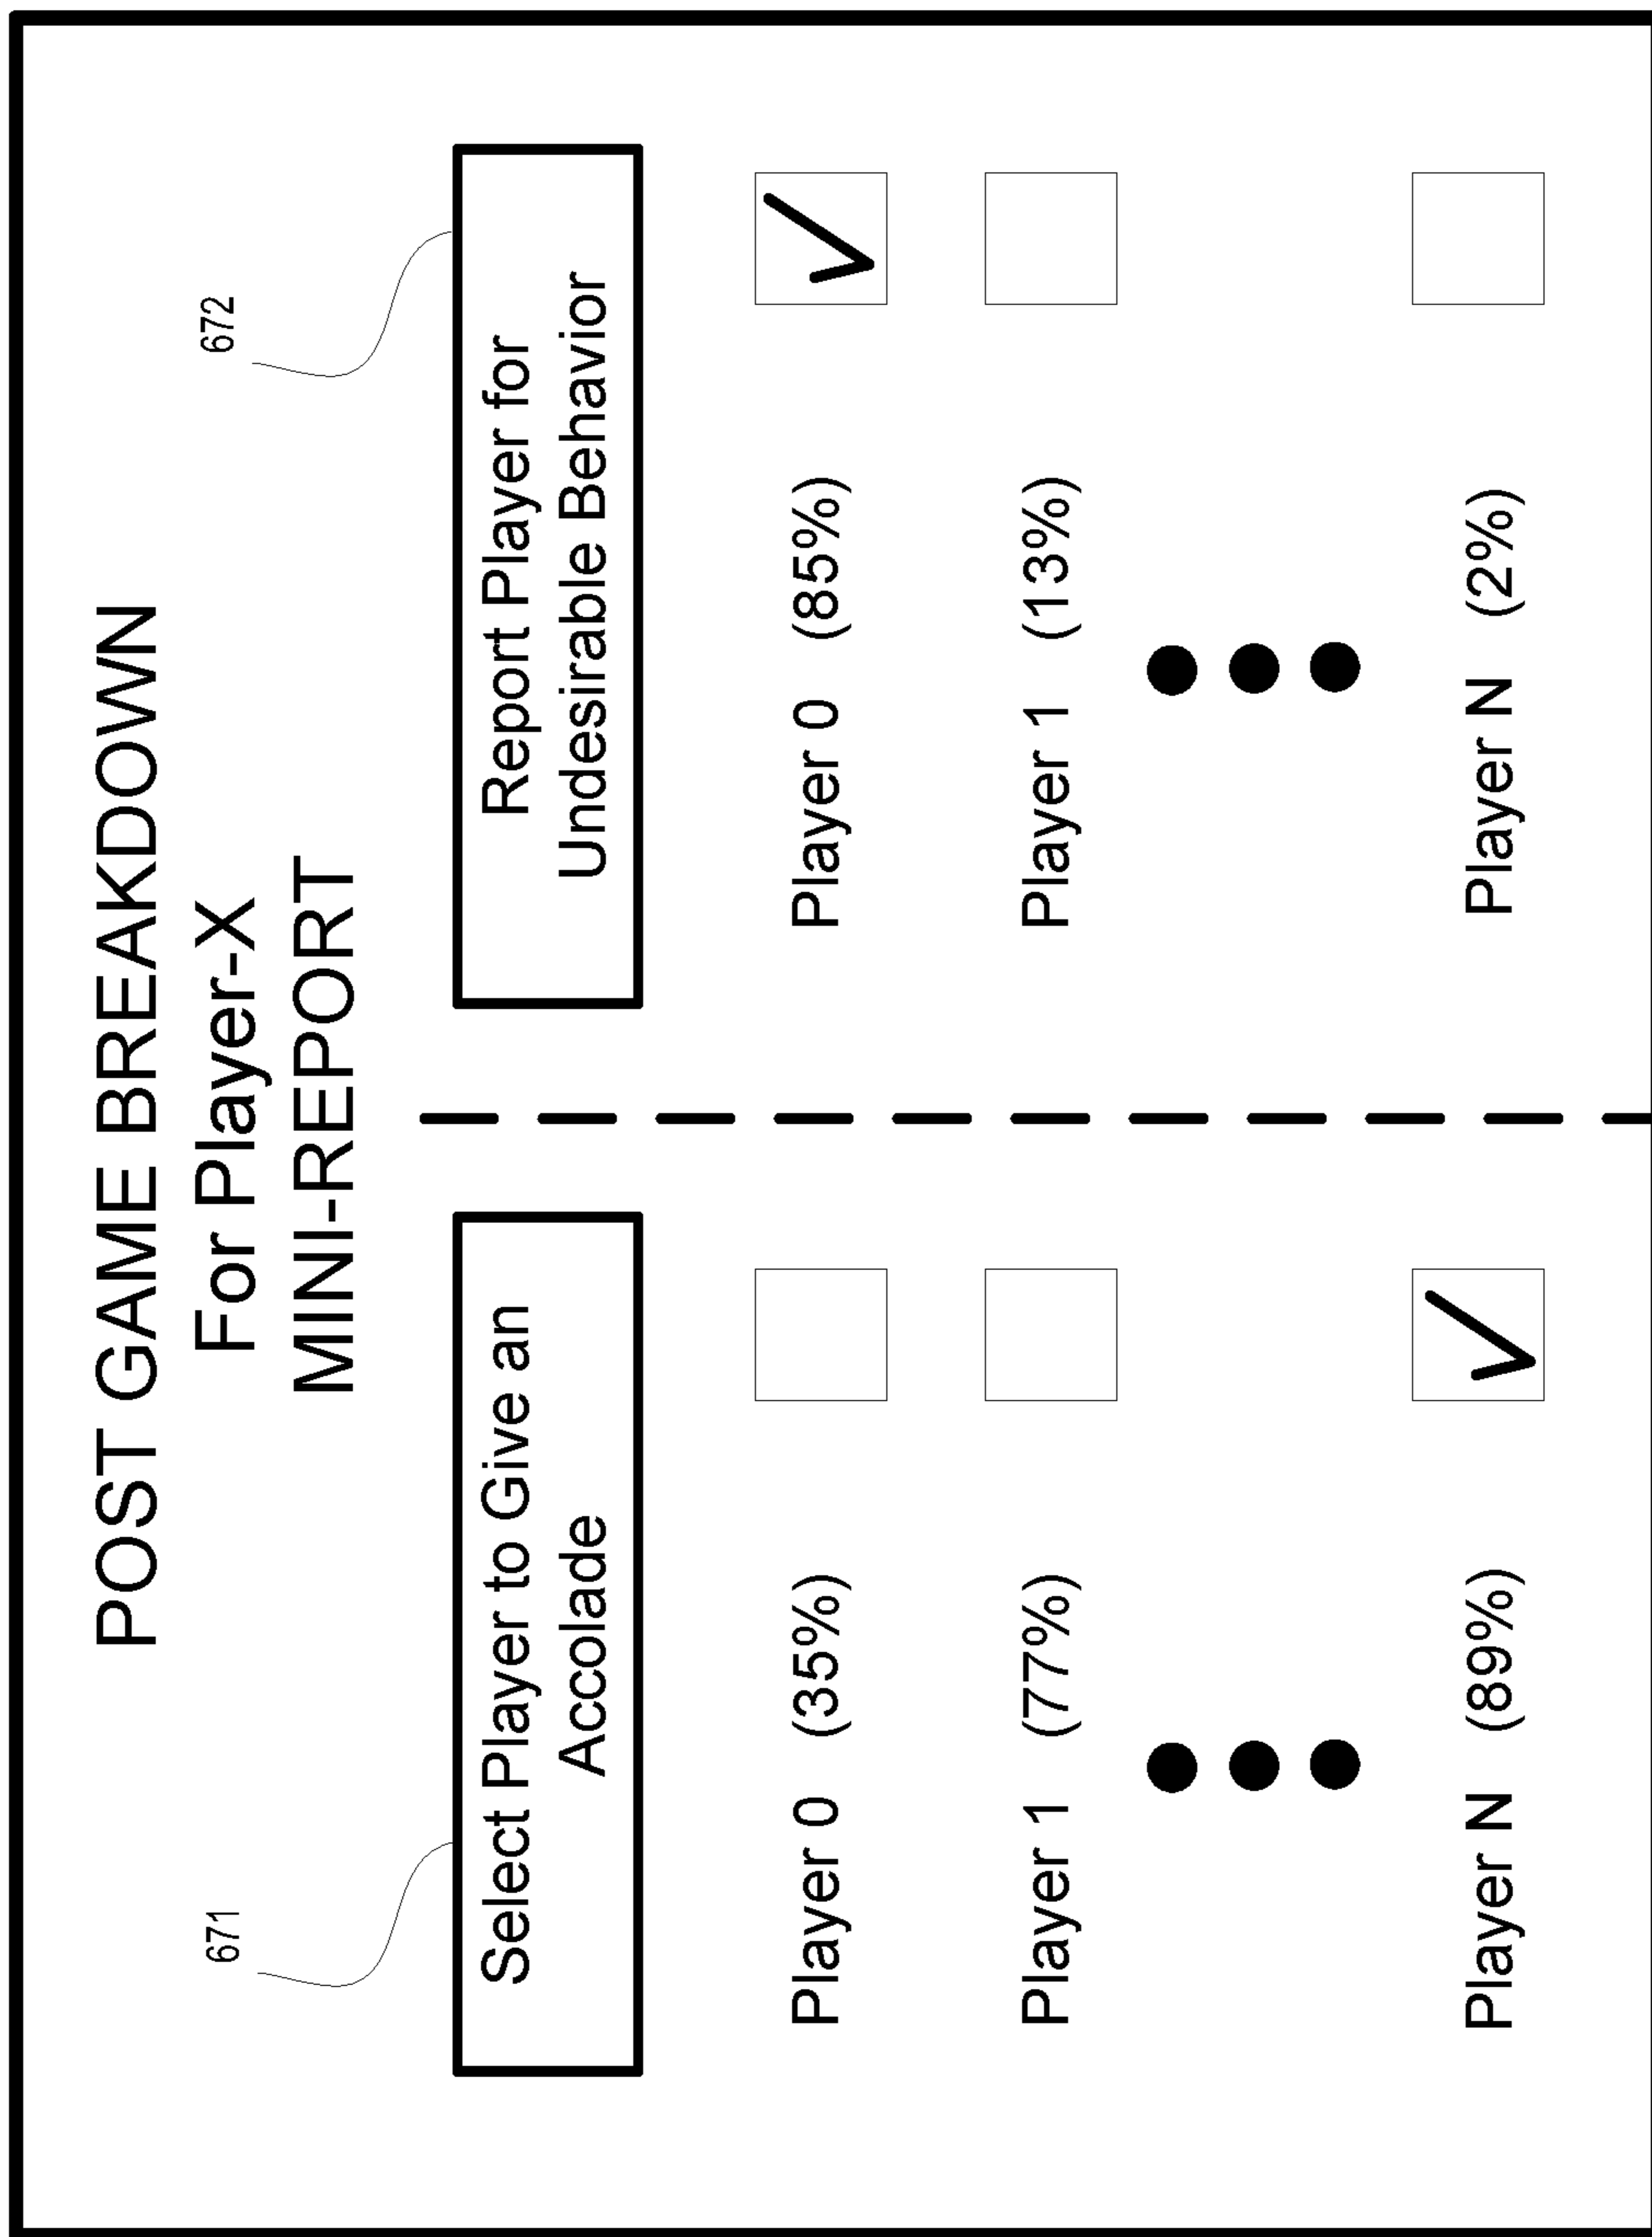 POST GAME BREAKDOWN
For Player-X
MINI-REPORT
671
Select Player to Give an
Accolade
Player 0 (35%)
Player 1 (77%)
Player N (89%)
672
Report Player for
Undesirable Behavior
Player 0 (85%)
Player 1 (13%)
Player N (2%)